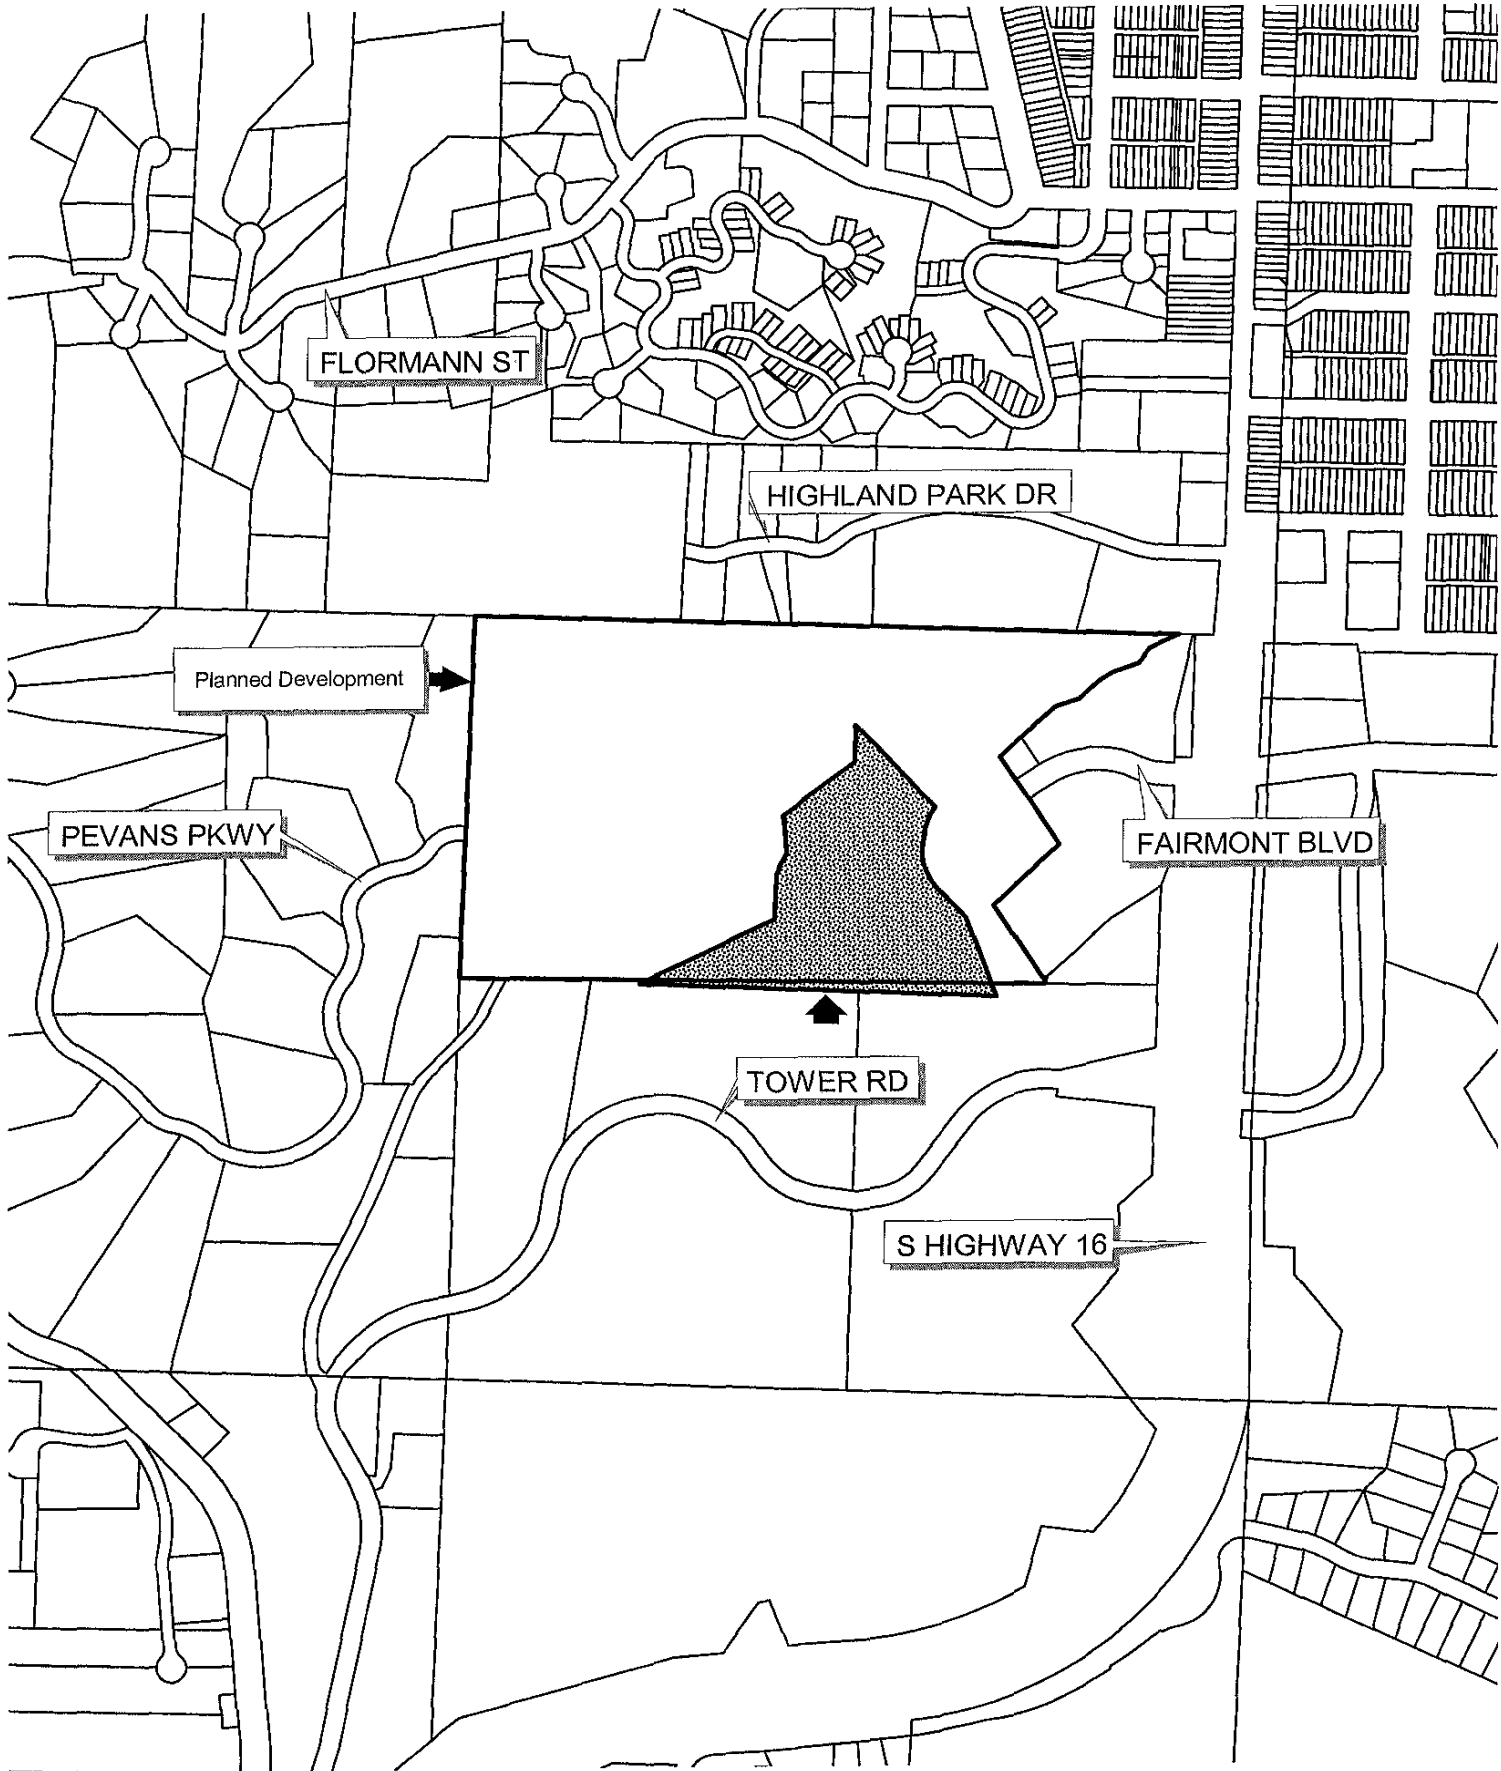 FLORMANN ST
HIGHLAND PARK DR
Planned Development
PEVANS PKWY
FAIRMONT BLVD
TOWER RD
S HIGHWAY 16